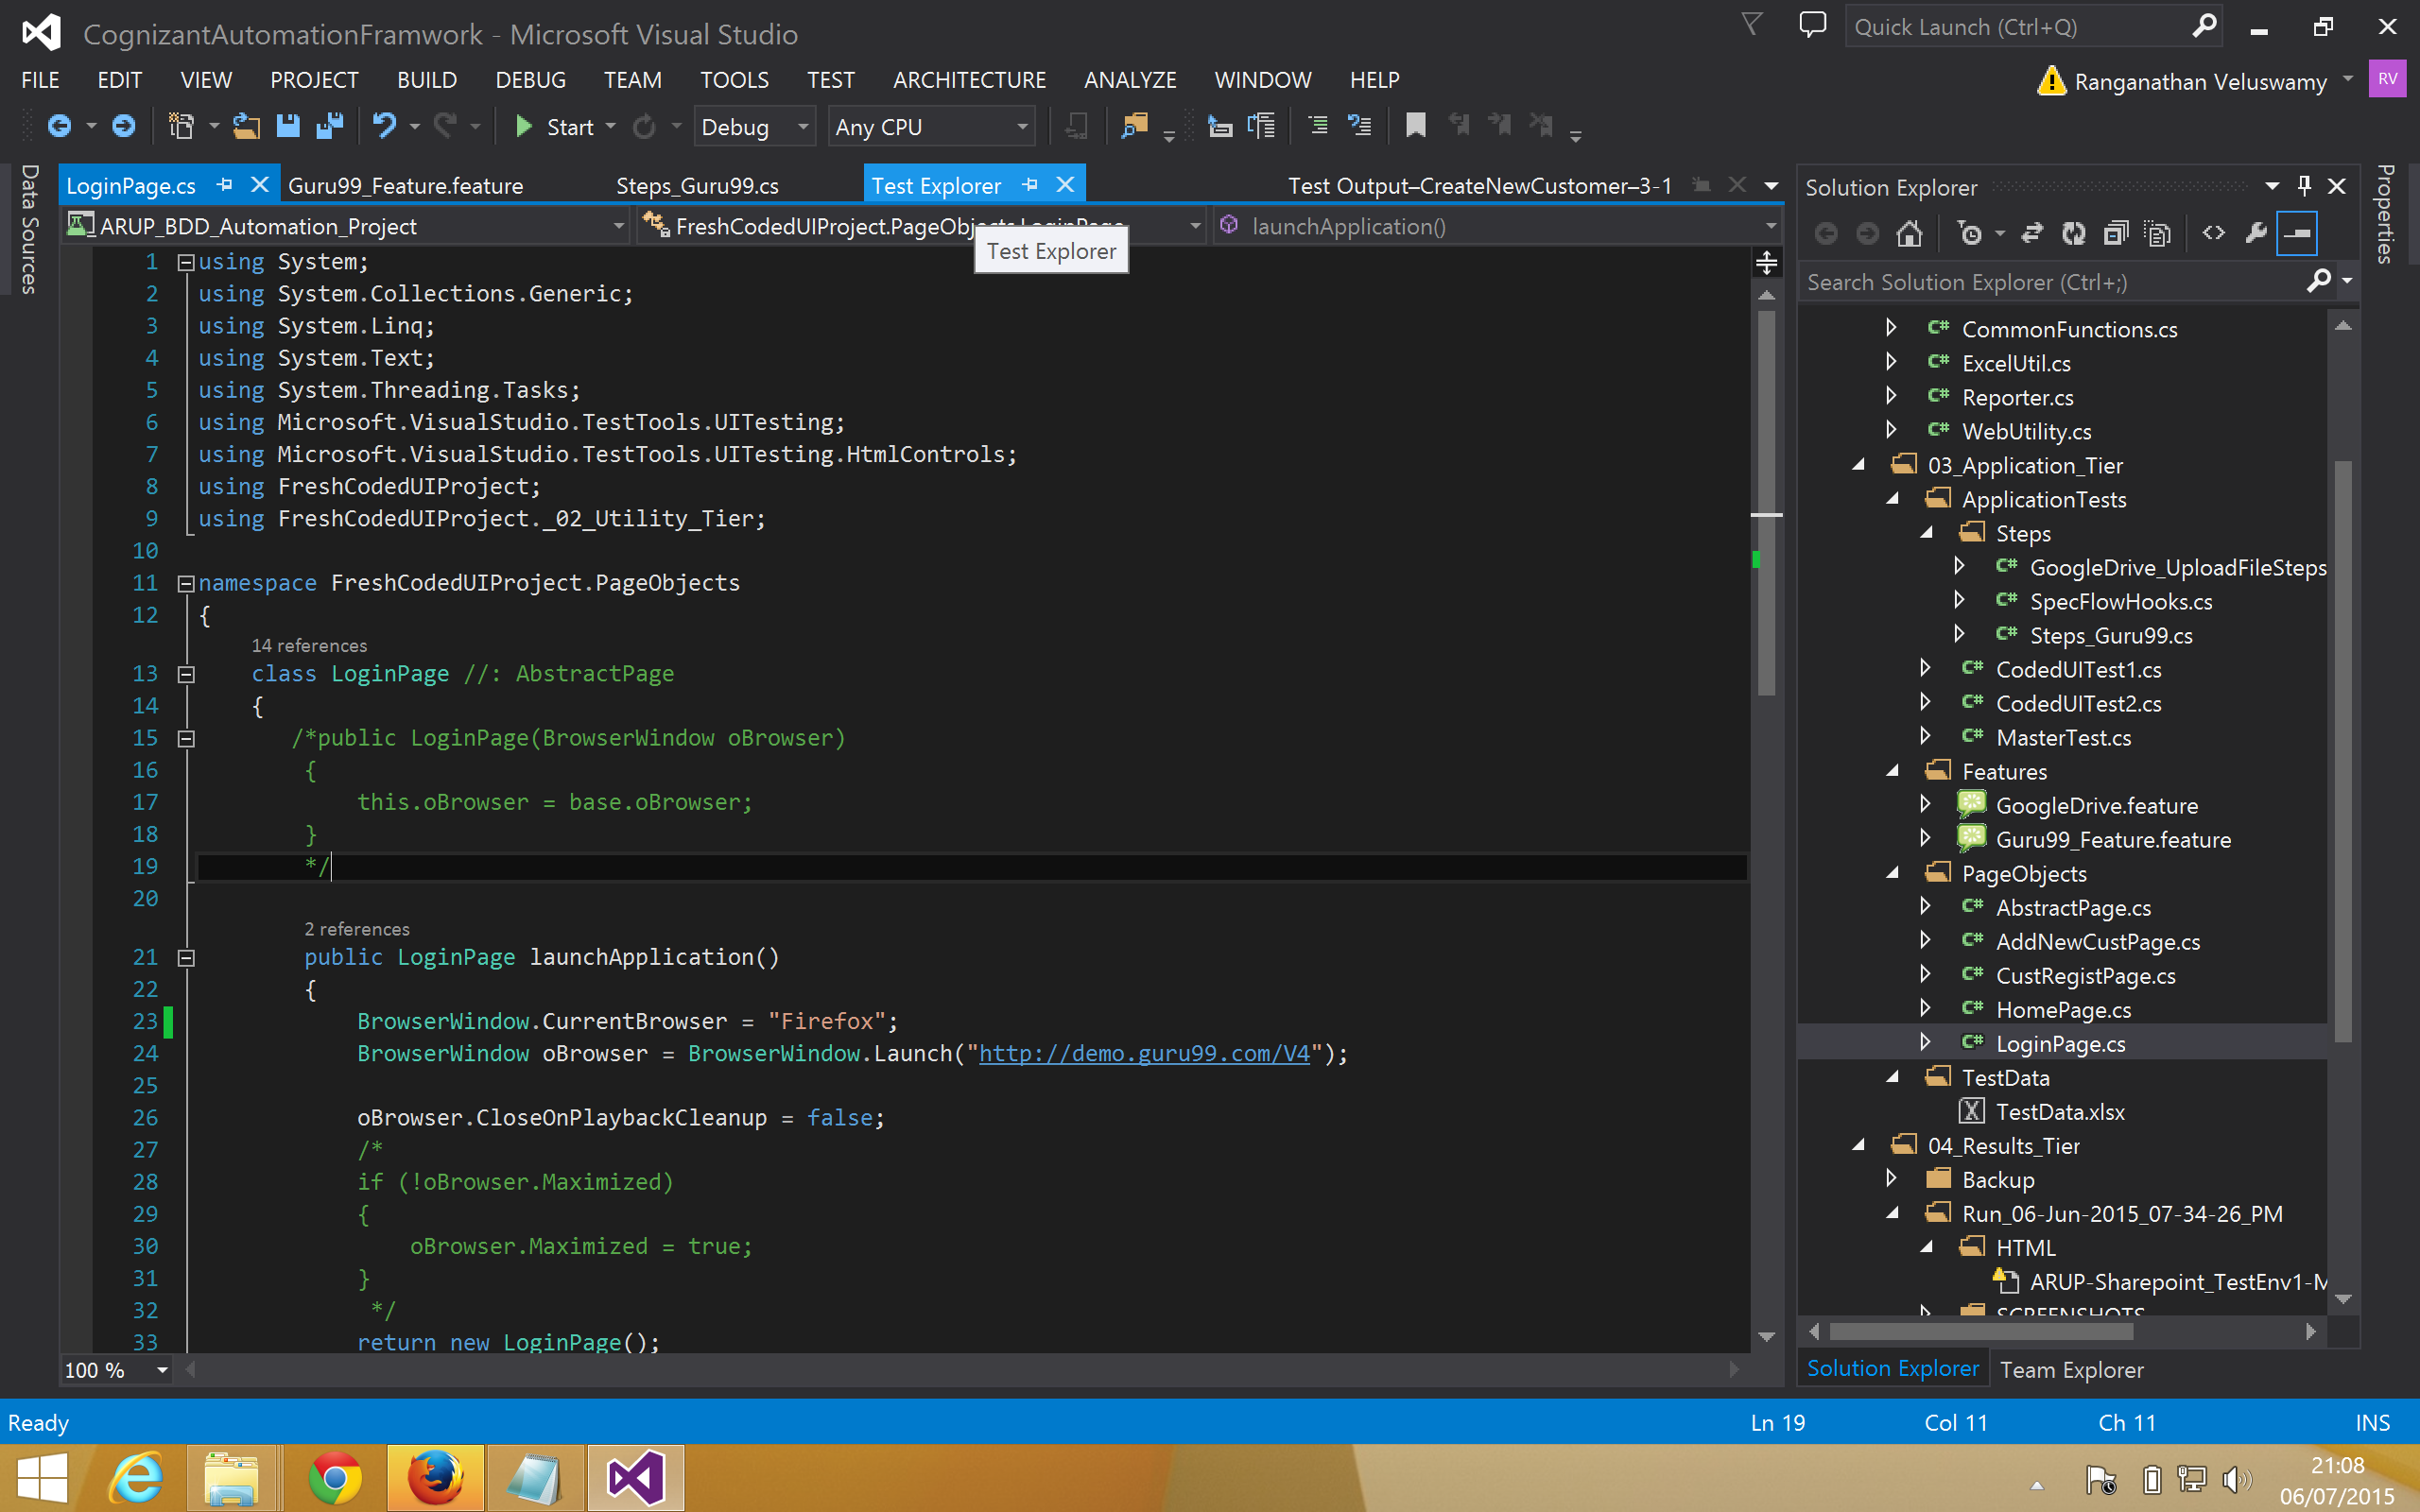 CognizantAutomationFramwork - Microsoft Visual Studio
Quick Launch (Ctrl+Q)
FILE EDIT VIEW PROJECT BUILD DEBUG TEAM TOOLS TEST ARCHITECTURE ANALYZE WINDOW HELP
Ranganathan Veluswamy RV
Start Debug Any CPU
Data Sources
LoginPage.cs Guru99_Feature.feature Steps_Guru99.cs Test Explorer Test Output–CreateNewCustomer–3-1
ARUP_BDD_Automation_Project FreshCodedUIProject.PageObjects.LoginPage launchApplication()
Test Explorer
1 using System;
2 using System.Collections.Generic;
3 using System.Linq;
4 using System.Text;
5 using System.Threading.Tasks;
6 using Microsoft.VisualStudio.TestTools.UITesting;
7 using Microsoft.VisualStudio.TestTools.UITesting.HtmlControls;
8 using FreshCodedUIProject;
9 using FreshCodedUIProject._02_Utility_Tier;
10
11 namespace FreshCodedUIProject.PageObjects
12 {
14 references
13 class LoginPage //: AbstractPage
14 {
15 /*public LoginPage(BrowserWindow oBrowser)
16 {
17 this.oBrowser = base.oBrowser;
18 }
19 */
20
2 references
21 public LoginPage launchApplication()
22 {
23 BrowserWindow.CurrentBrowser = "Firefox";
24 BrowserWindow oBrowser = BrowserWindow.Launch("http://demo.guru99.com/V4");
25
26 oBrowser.CloseOnPlaybackCleanup = false;
27 /*
28 if (!oBrowser.Maximized)
29 {
30 oBrowser.Maximized = true;
31 }
32 */
33 return new LoginPage();
100 %
Solution Explorer
Search Solution Explorer (Ctrl+;)
C# CommonFunctions.cs
C# ExcelUtil.cs
C# Reporter.cs
C# WebUtility.cs
03_Application_Tier
ApplicationTests
Steps
C# GoogleDrive_UploadFileSteps
C# SpecFlowHooks.cs
C# Steps_Guru99.cs
C# CodedUITest1.cs
C# CodedUITest2.cs
C# MasterTest.cs
Features
GoogleDrive.feature
Guru99_Feature.feature
PageObjects
C# AbstractPage.cs
C# AddNewCustPage.cs
C# CustRegistPage.cs
C# HomePage.cs
C# LoginPage.cs
TestData
TestData.xlsx
04_Results_Tier
Backup
Run_06-Jun-2015_07-34-26_PM
HTML
ARUP-Sharepoint_TestEnv1-M
SCREENSHOTS
Solution Explorer Team Explorer
Properties
Ready Ln 19 Col 11 Ch 11 INS
21:08
06/07/2015